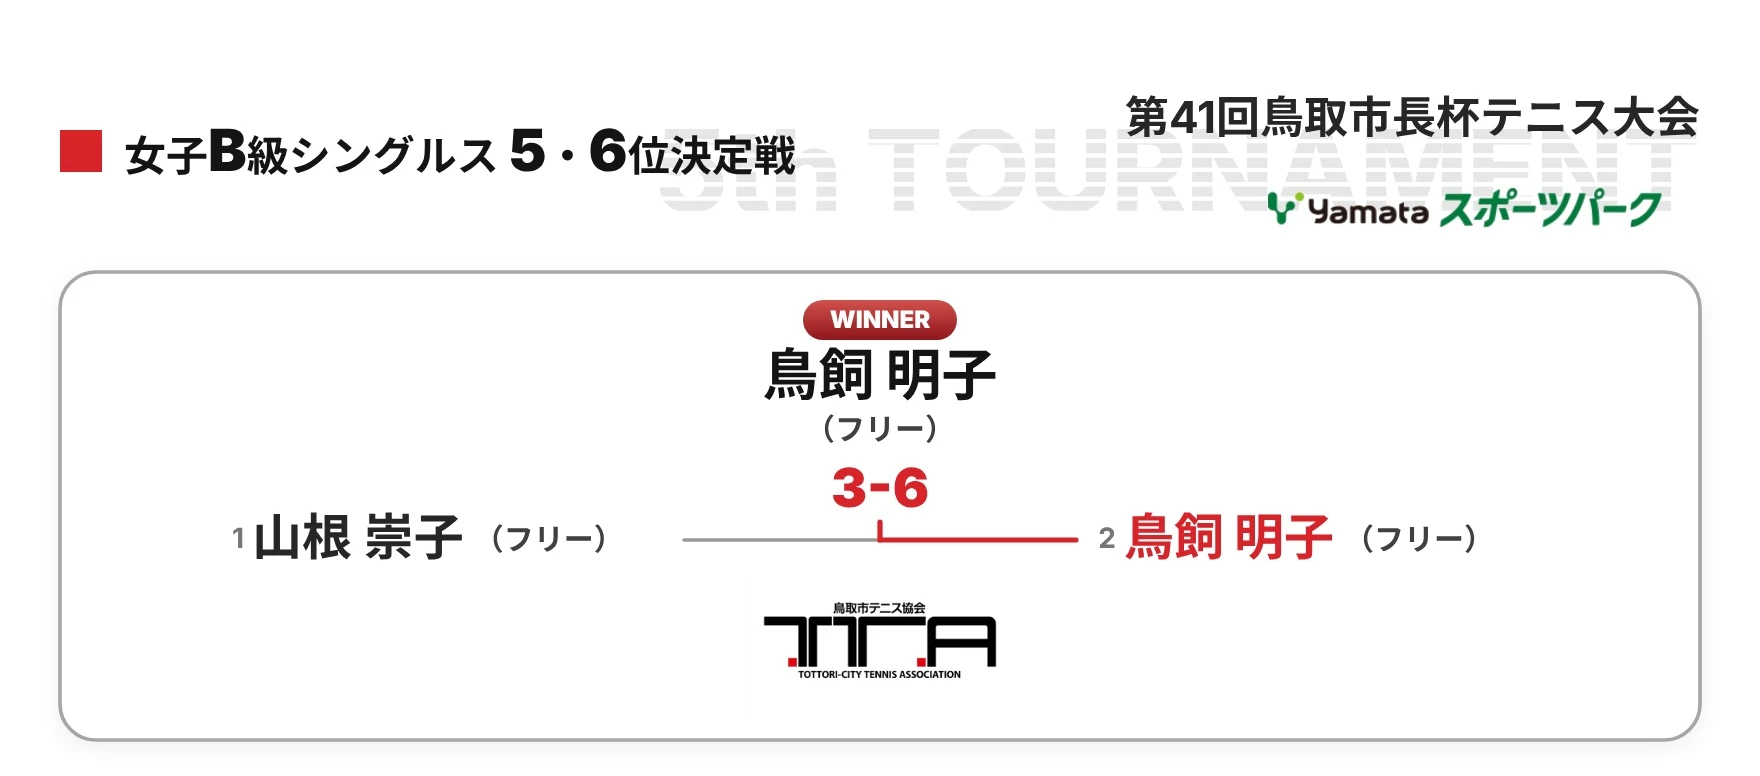 第41回鳥取市長杯テニス大会
女子B級シングルス 5・6位決定戦
5th TOURNAMENT
Yamata スポーツパーク
WINNER
鳥飼 明子
（フリー）
3-6
1 山根 崇子 （フリー）
2 鳥飼 明子 （フリー）
鳥取市テニス協会
TTCA
TOTTORI-CITY TENNIS ASSOCIATION